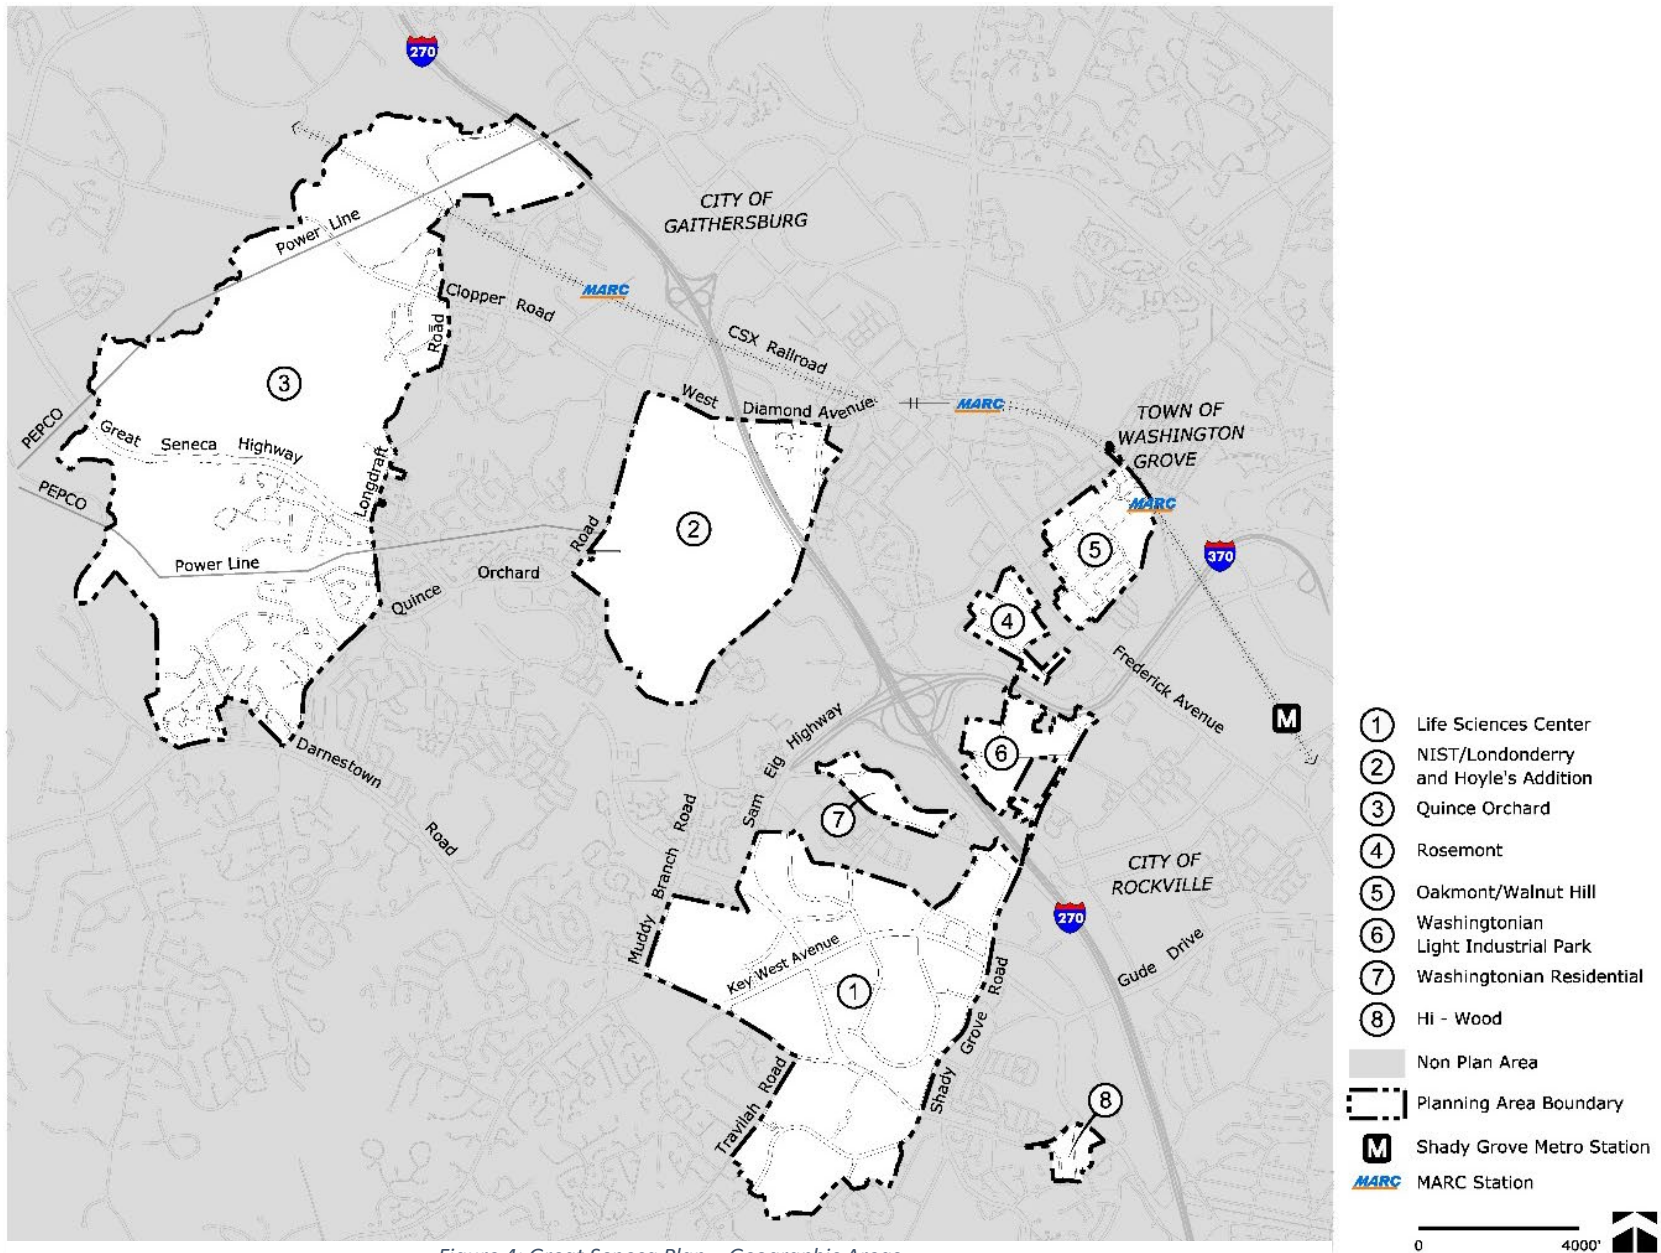 270
CITY OF
GAITHERSBURG
Power Line
MARC
Clopper Road
Road
CSX Railroad
3
West Diamond Avenue
MARC
TOWN OF
WASHINGTON
GROVE
PEPCO
Great Seneca Highway
Longdraft
PEPCO
MARC
2
Road
5
370
Power Line
Quince Orchard
4
Frederick Avenue
M
Darnestown Road
Sam Eig Highway
6
7
Muddy Branch Road
CITY OF
ROCKVILLE
270
Gude Drive
Key West Avenue
1
Shady Grove Road
Travilah Road
8
1 Life Sciences Center
2 NIST/Londonderry
and Hoyle's Addition
3 Quince Orchard
4 Rosemont
5 Oakmont/Walnut Hill
6 Washingtonian
Light Industrial Park
7 Washingtonian Residential
8 Hi - Wood
Non Plan Area
Planning Area Boundary
M Shady Grove Metro Station
MARC MARC Station
0 4000'